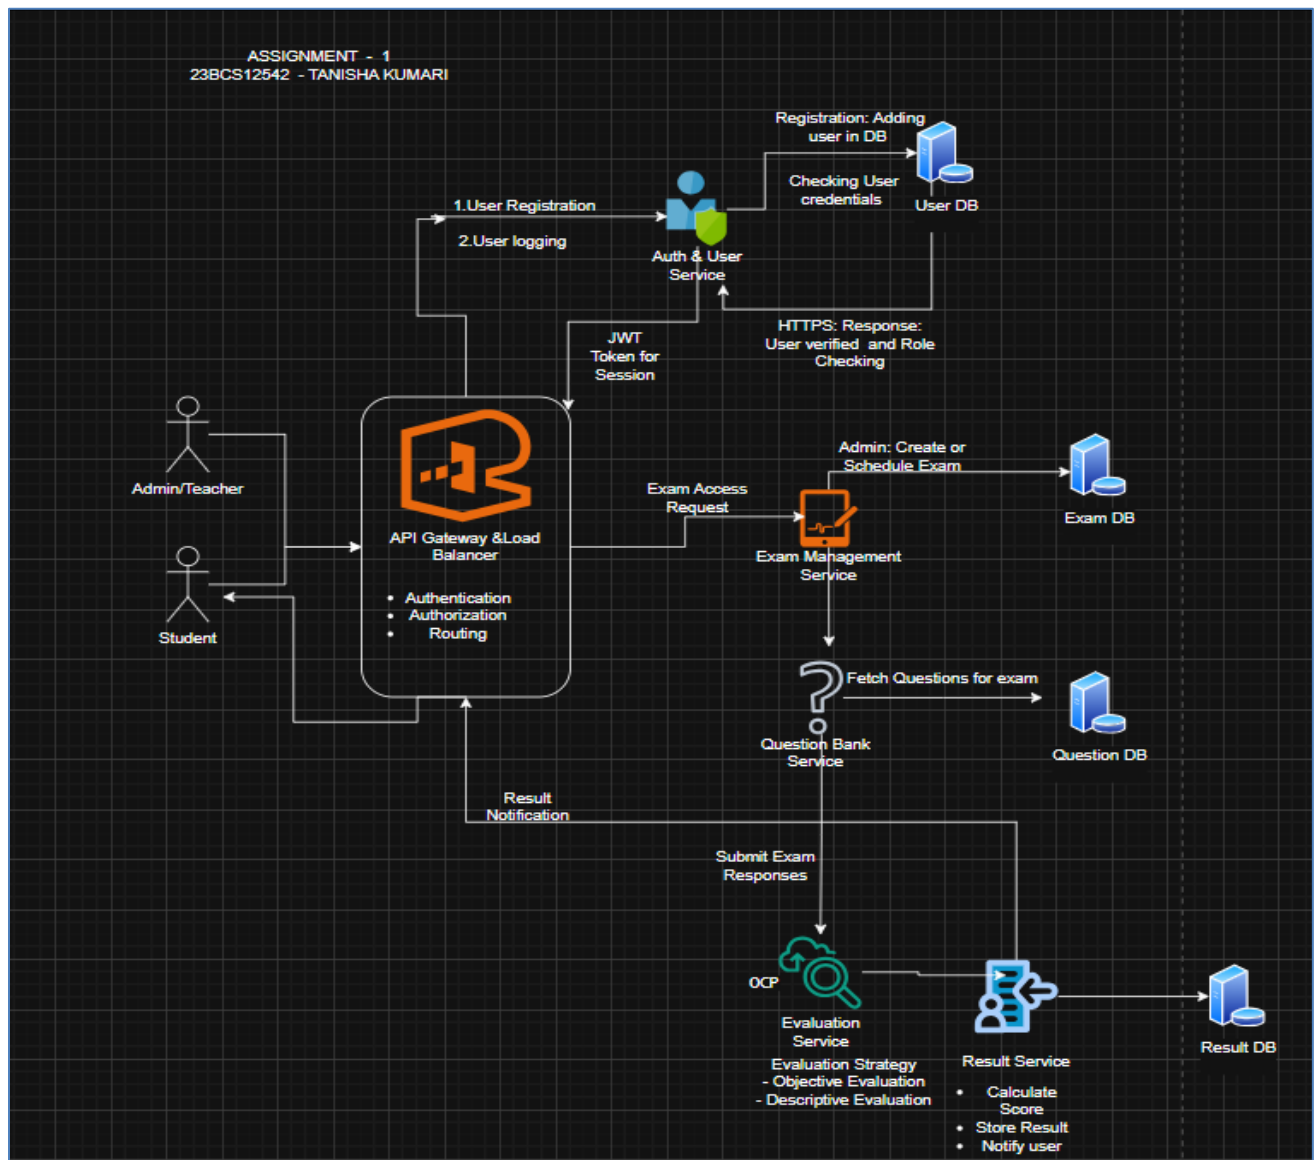 ASSIGNMENT - 1
23BCS12542 - TANISHA KUMARI
Registration: Adding
user in DB
Checking User
credentials
User DB
1.User Registration
2.User logging
Auth & User
Service
JWT
Token for
Session
HTTPS: Response:
User verified and Role
Checking
Admin/Teacher
Student
API Gateway &Load
Balancer
• Authentication
• Authorization
• Routing
Exam Access
Request
Admin: Create or
Schedule Exam
Exam DB
Exam Management
Service
Fetch Questions for exam
Question Bank
Service
Question DB
Result
Notification
Submit Exam
Responses
OCP
Evaluation
Service
Evaluation Strategy
- Objective Evaluation
- Descriptive Evaluation
Result Service
• Calculate
Score
• Store Result
• Notify user
Result DB